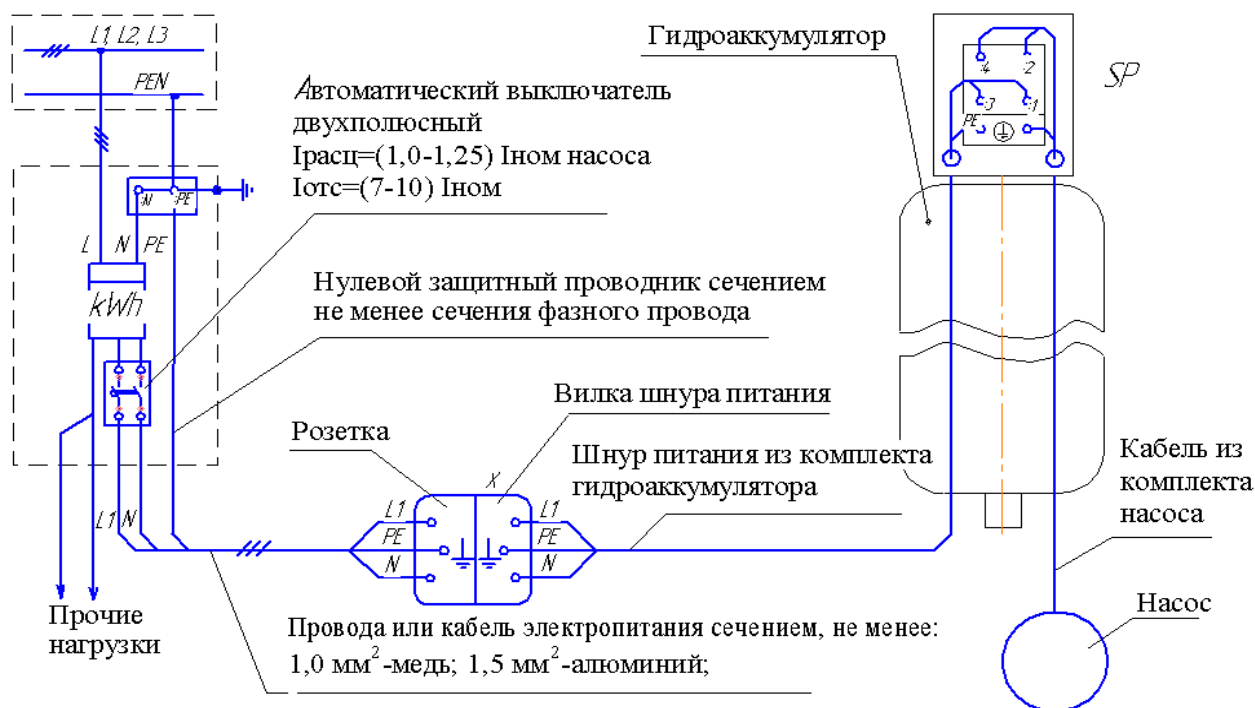 L1, L2, L3
PEN
Автоматический выключатель
двухполюсный
Iрасц=(1,0-1,25) Iном насоса
Iотс=(7-10) Iном
Гидроаккумулятор
:4 :2
:3 :1
PE
SP
:N :PE
L N PE
kWh
Нулевой защитный проводник сечением
не менее сечения фазного провода
Вилка шнура питания
Розетка
X
Шнур питания из комплекта
гидроаккумулятора
Кабель из
комплекта
насоса
L1 N
L1 L1
PE PE
N N
Прочие
нагрузки
Насос
Провода или кабель электропитания сечением, не менее:
1,0 мм²-медь; 1,5 мм²-алюминий;